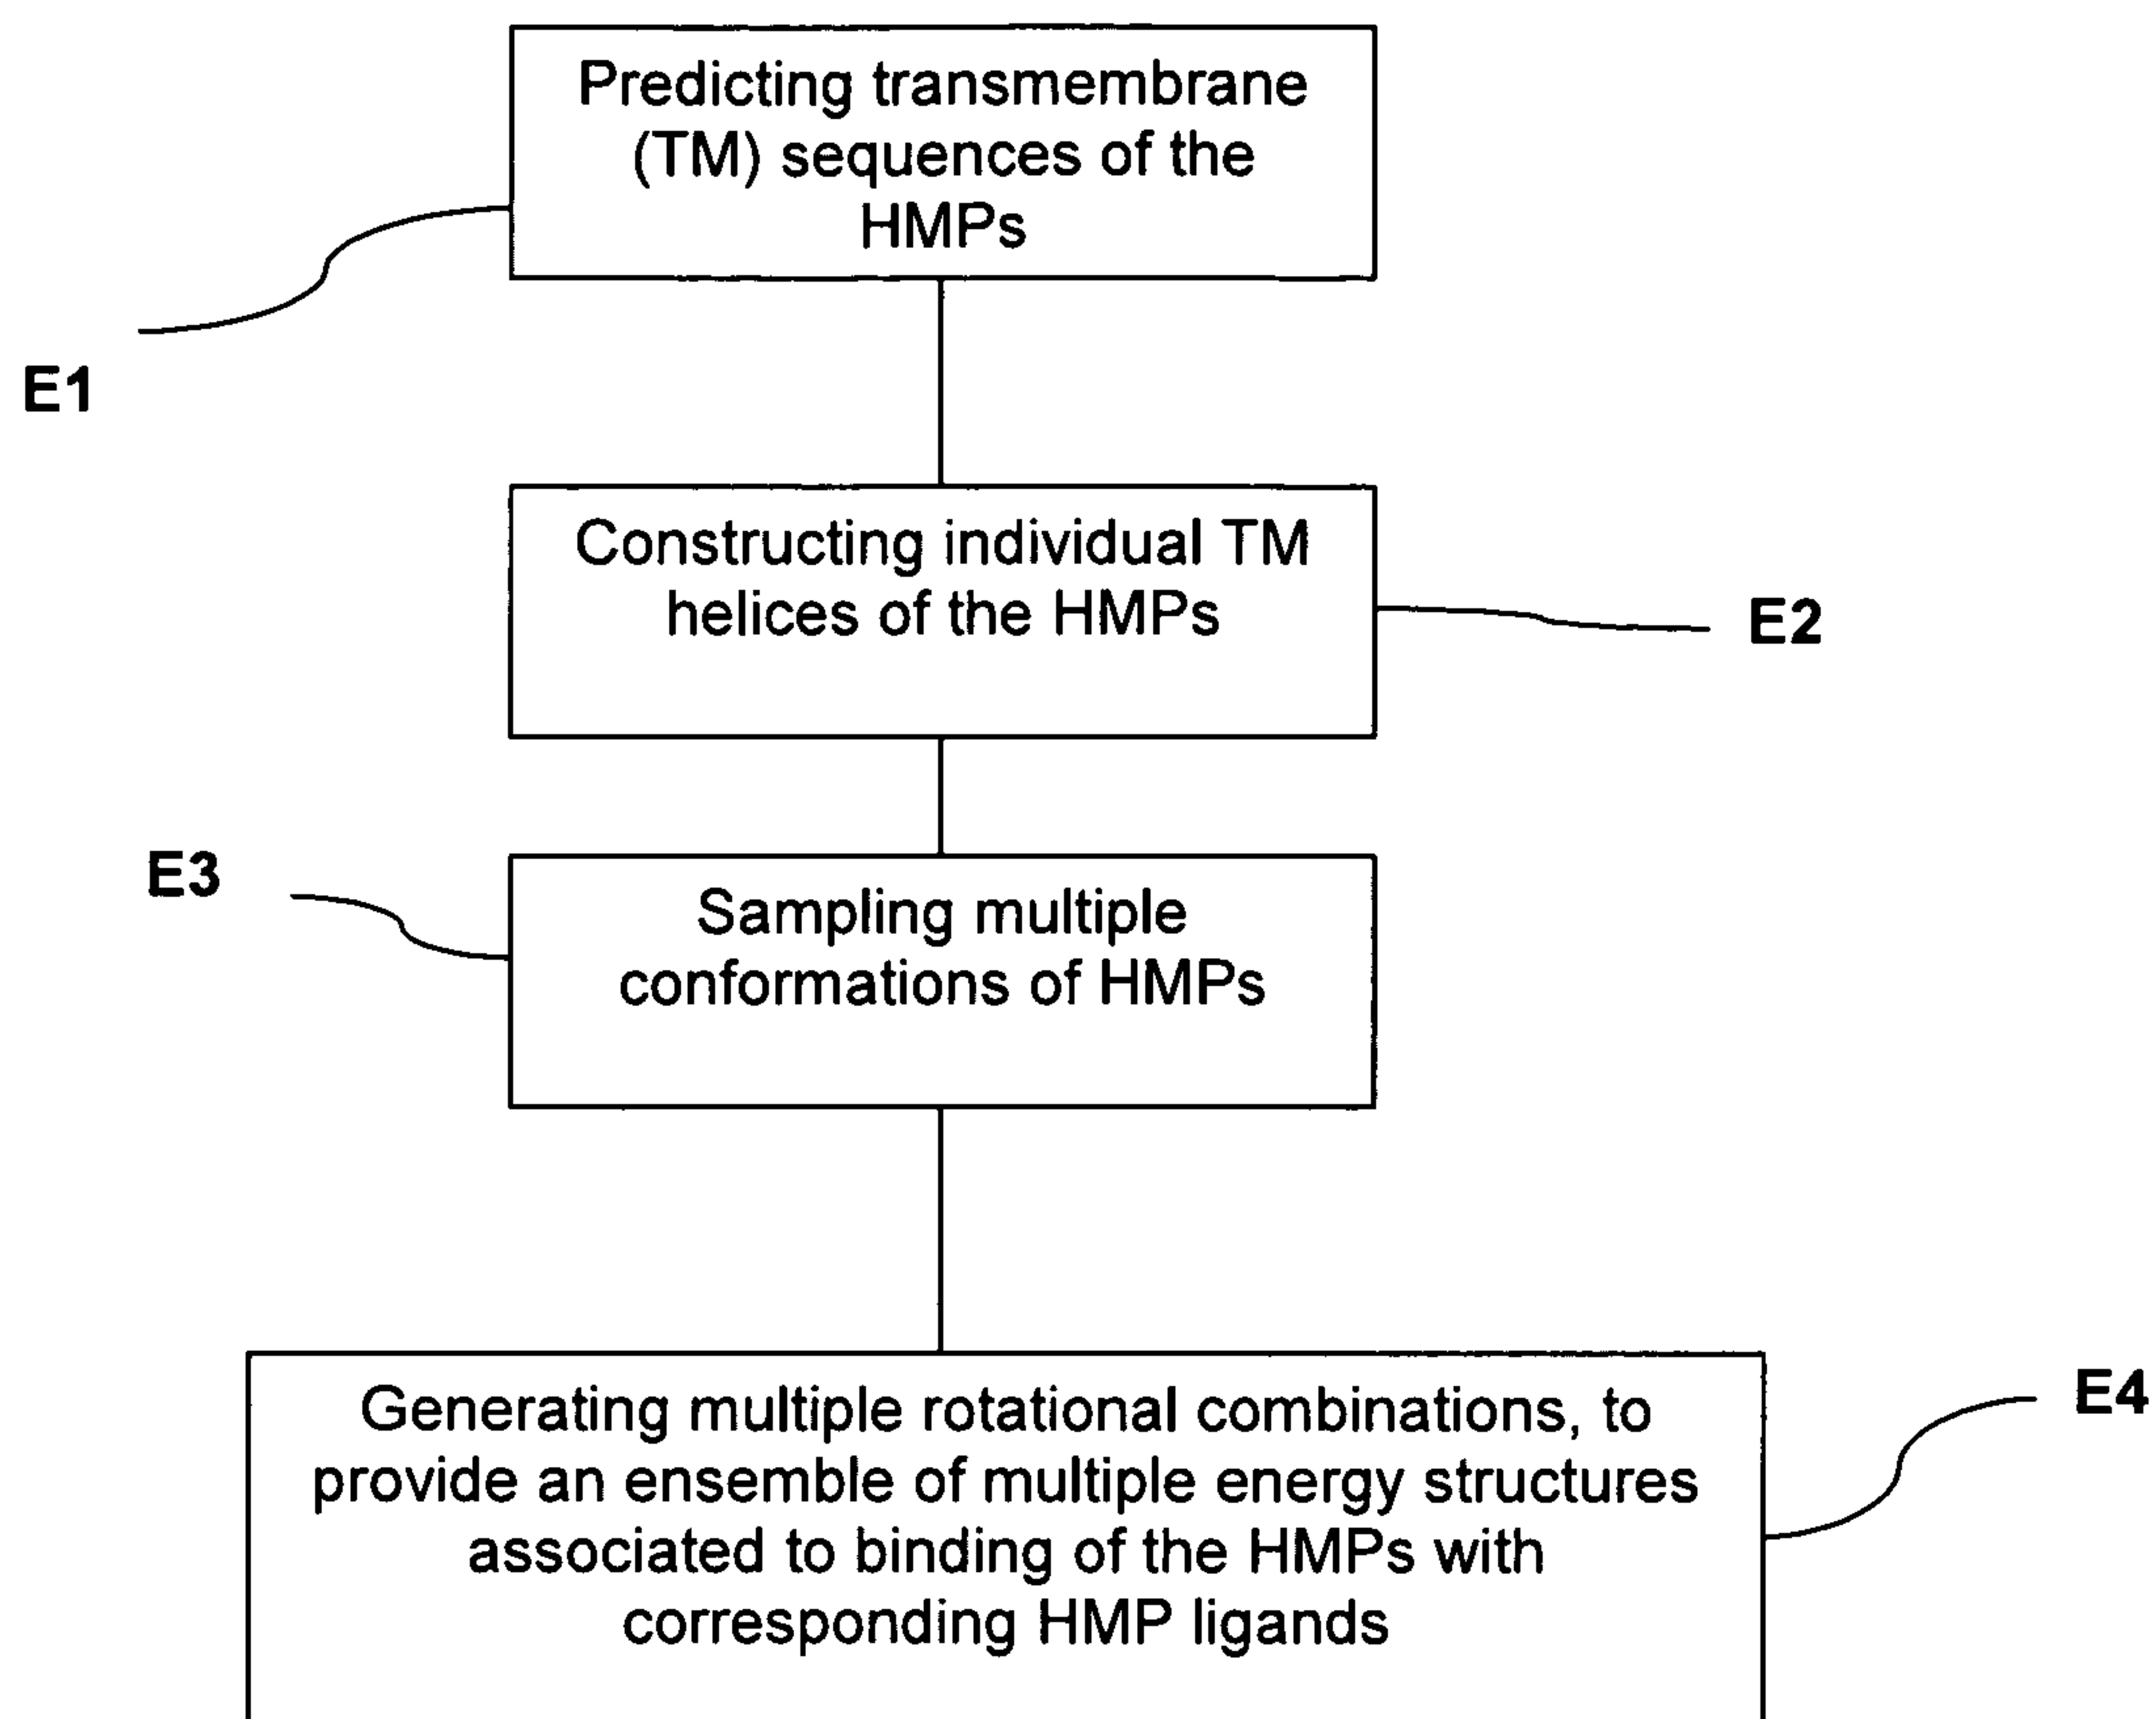 Predicting transmembrane
(TM) sequences of the
HMPs
E1
Constructing individual TM
helices of the HMPs
E2
E3
Sampling multiple
conformations of HMPs
Generating multiple rotational combinations, to
provide an ensemble of multiple energy structures
associated to binding of the HMPs with
corresponding HMP ligands
E4